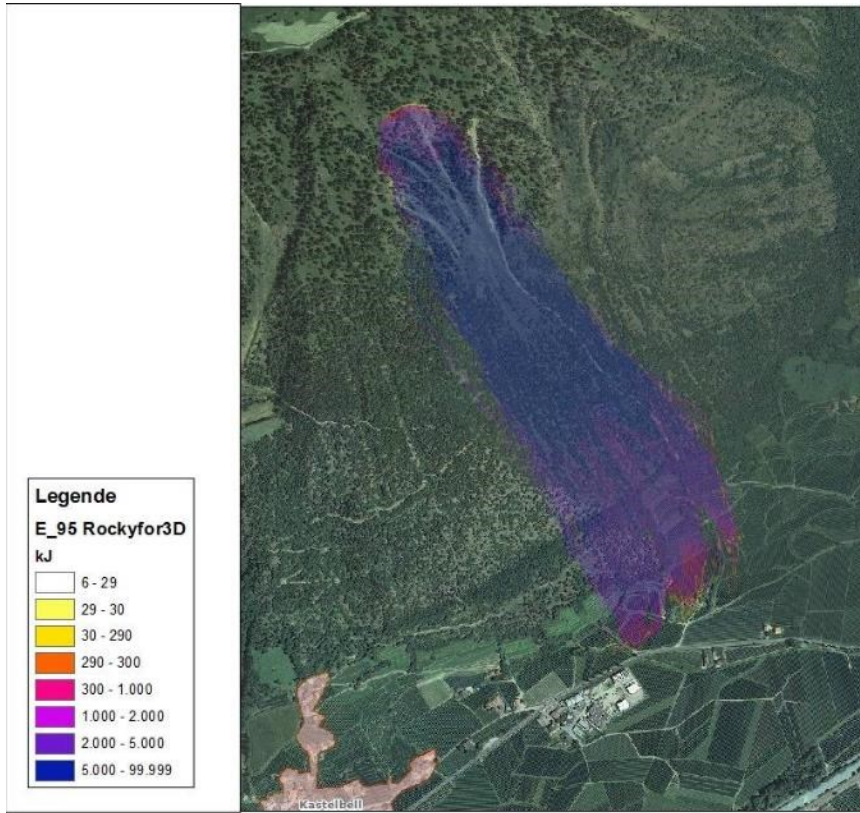 Legende
E_95 Rockyfor3D
kJ
6 - 29
29 - 30
30 - 290
290 - 300
300 - 1.000
1.000 - 2.000
2.000 - 5.000
5.000 - 99.999
Kastelbell